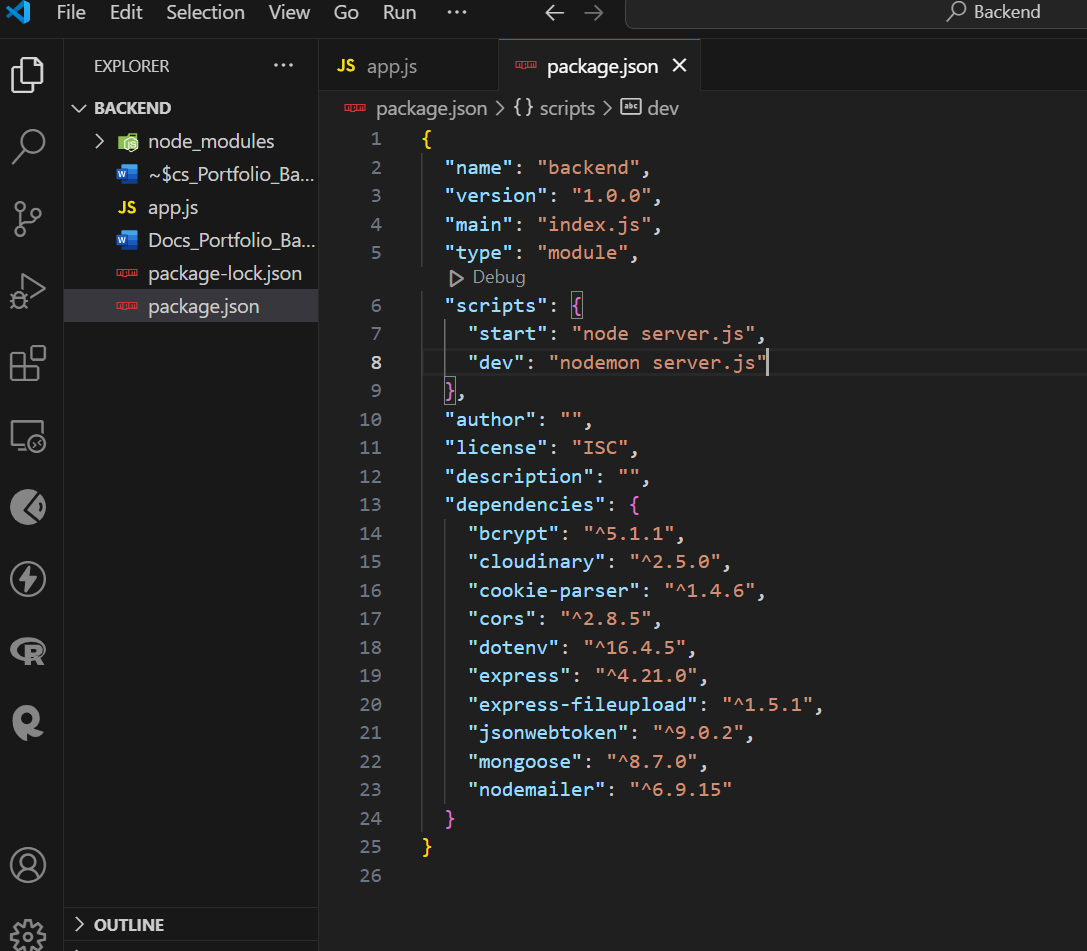 File Edit Selection View Go Run ··· ← → Backend
EXPLORER ···
BACKEND
node_modules
~$cs_Portfolio_Ba...
JS app.js
Docs_Portfolio_Ba...
package-lock.json
package.json
OUTLINE
JS app.js
package.json ×
package.json > {} scripts > abc dev
1 {
2 "name": "backend",
3 "version": "1.0.0",
4 "main": "index.js",
5 "type": "module",
Debug
6 "scripts": {
7 "start": "node server.js",
8 "dev": "nodemon server.js"
9 },
10 "author": "",
11 "license": "ISC",
12 "description": "",
13 "dependencies": {
14 "bcrypt": "^5.1.1",
15 "cloudinary": "^2.5.0",
16 "cookie-parser": "^1.4.6",
17 "cors": "^2.8.5",
18 "dotenv": "^16.4.5",
19 "express": "^4.21.0",
20 "express-fileupload": "^1.5.1",
21 "jsonwebtoken": "^9.0.2",
22 "mongoose": "^8.7.0",
23 "nodemailer": "^6.9.15"
24 }
25 }
26